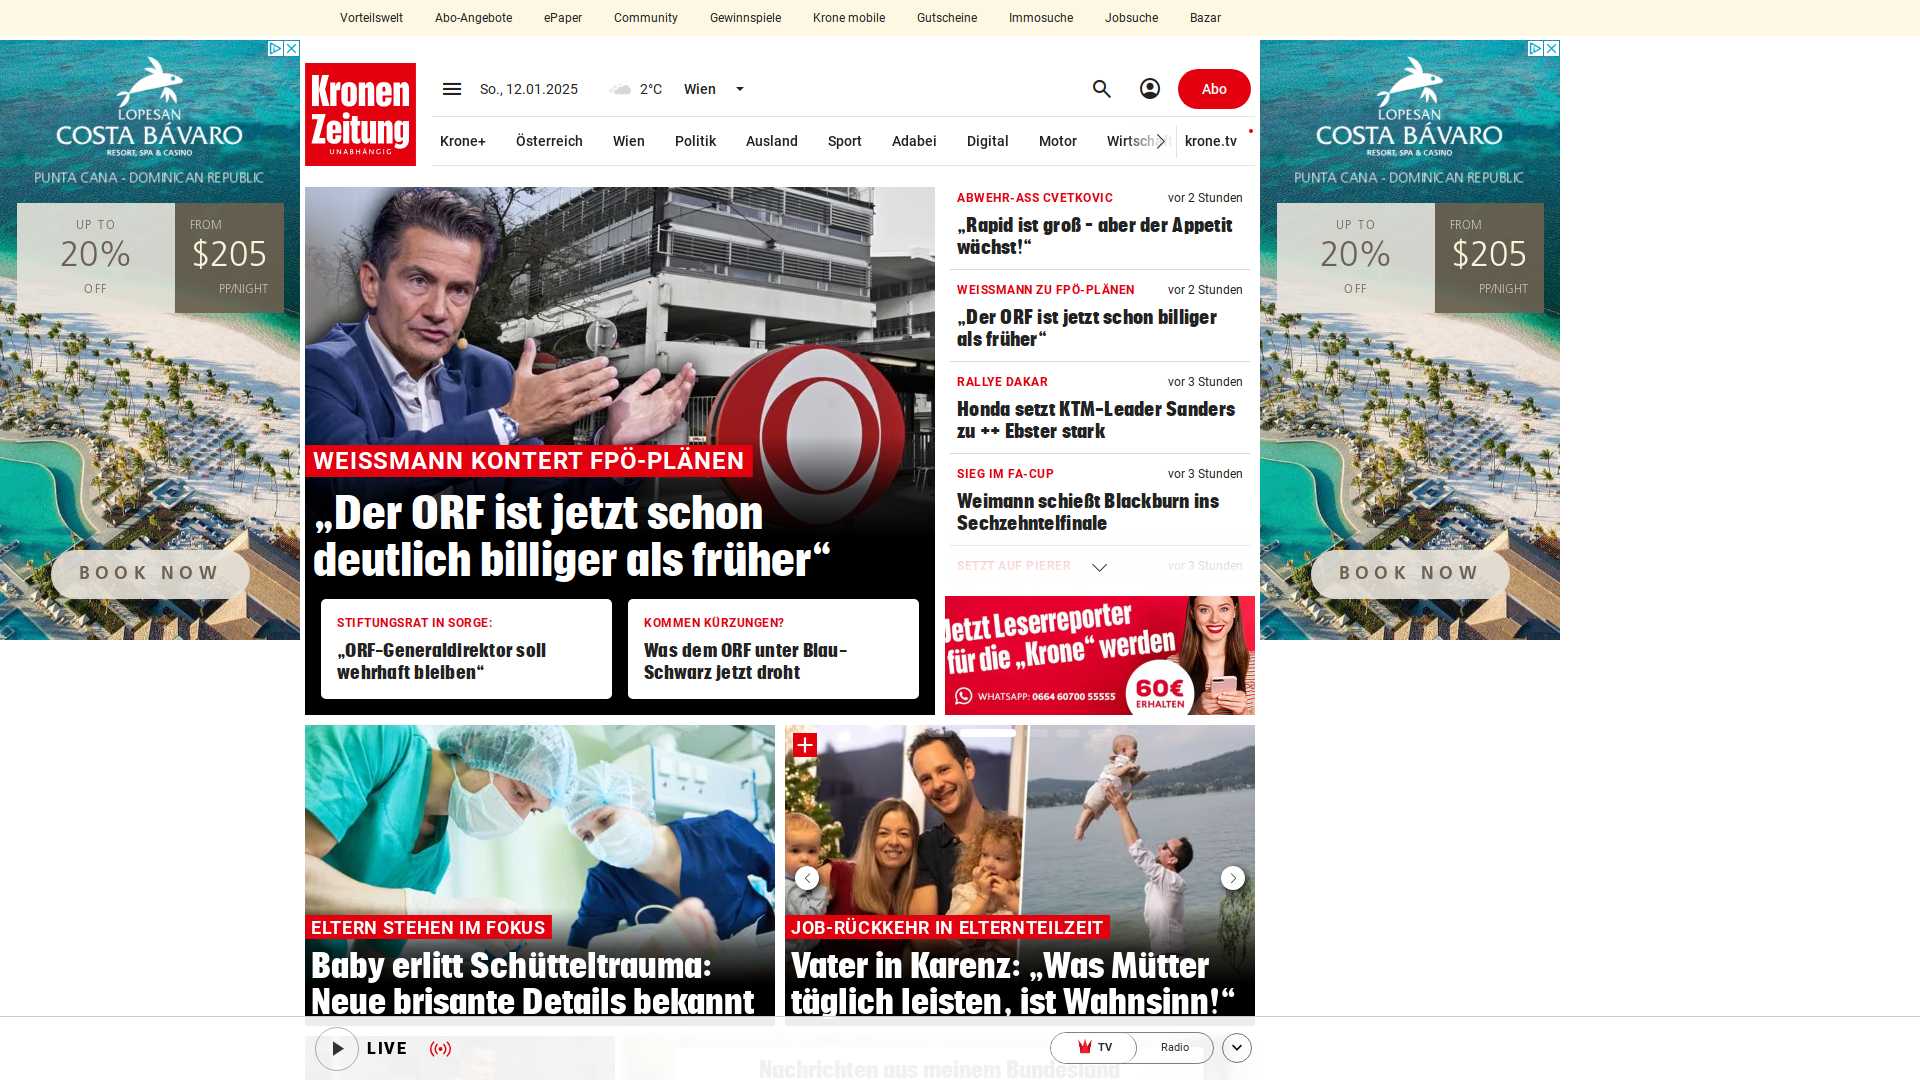 Vorteilswelt
Abo-Angebote
ePaper
Community
Gewinnspiele
Krone mobile
Gutscheine
Immosuche
Jobsuche
Bazar
LOPESAN
COSTA BÁVARO
RESORT, SPA & CASINO
PUNTA CANA - DOMINICAN REPUBLIC
UP TO
20%
OFF
FROM
$205
PP/NIGHT
BOOK NOW
Kronen
Zeitung
UNABHÄNGIG
So., 12.01.2025
2°C
Wien
Abo
Krone+
Österreich
Wien
Politik
Ausland
Sport
Adabei
Digital
Motor
Wirtschaft
krone.tv
WEISSMANN KONTERT FPÖ-PLÄNEN
„Der ORF ist jetzt schon
deutlich billiger als früher“
STIFTUNGSRAT IN SORGE:
„ORF-Generaldirektor soll
wehrhaft bleiben“
KOMMEN KÜRZUNGEN?
Was dem ORF unter Blau-
Schwarz jetzt droht
ABWEHR-ASS CVETKOVIC
vor 2 Stunden
„Rapid ist groß – aber der Appetit
wächst!“
WEISSMANN ZU FPÖ-PLÄNEN
vor 2 Stunden
„Der ORF ist jetzt schon billiger
als früher“
RALLYE DAKAR
vor 3 Stunden
Honda setzt KTM-Leader Sanders
zu ++ Ebster stark
SIEG IM FA-CUP
vor 3 Stunden
Weimann schießt Blackburn ins
Sechzehntelfinale
SETZT AUF PIERER
vor 3 Stunden
Jetzt Leserreporter
für die „Krone“ werden
WHATSAPP: 0664 60700 55555
60€
ERHALTEN
LOPESAN
COSTA BÁVARO
RESORT, SPA & CASINO
PUNTA CANA - DOMINICAN REPUBLIC
UP TO
20%
OFF
FROM
$205
PP/NIGHT
BOOK NOW
ELTERN STEHEN IM FOKUS
Baby erlitt Schütteltrauma:
Neue brisante Details bekannt
JOB-RÜCKKEHR IN ELTERNTEILZEIT
Vater in Karenz: „Was Mütter
täglich leisten, ist Wahnsinn!“
LIVE
TV
Radio
Nachrichten aus meinem Bundesland